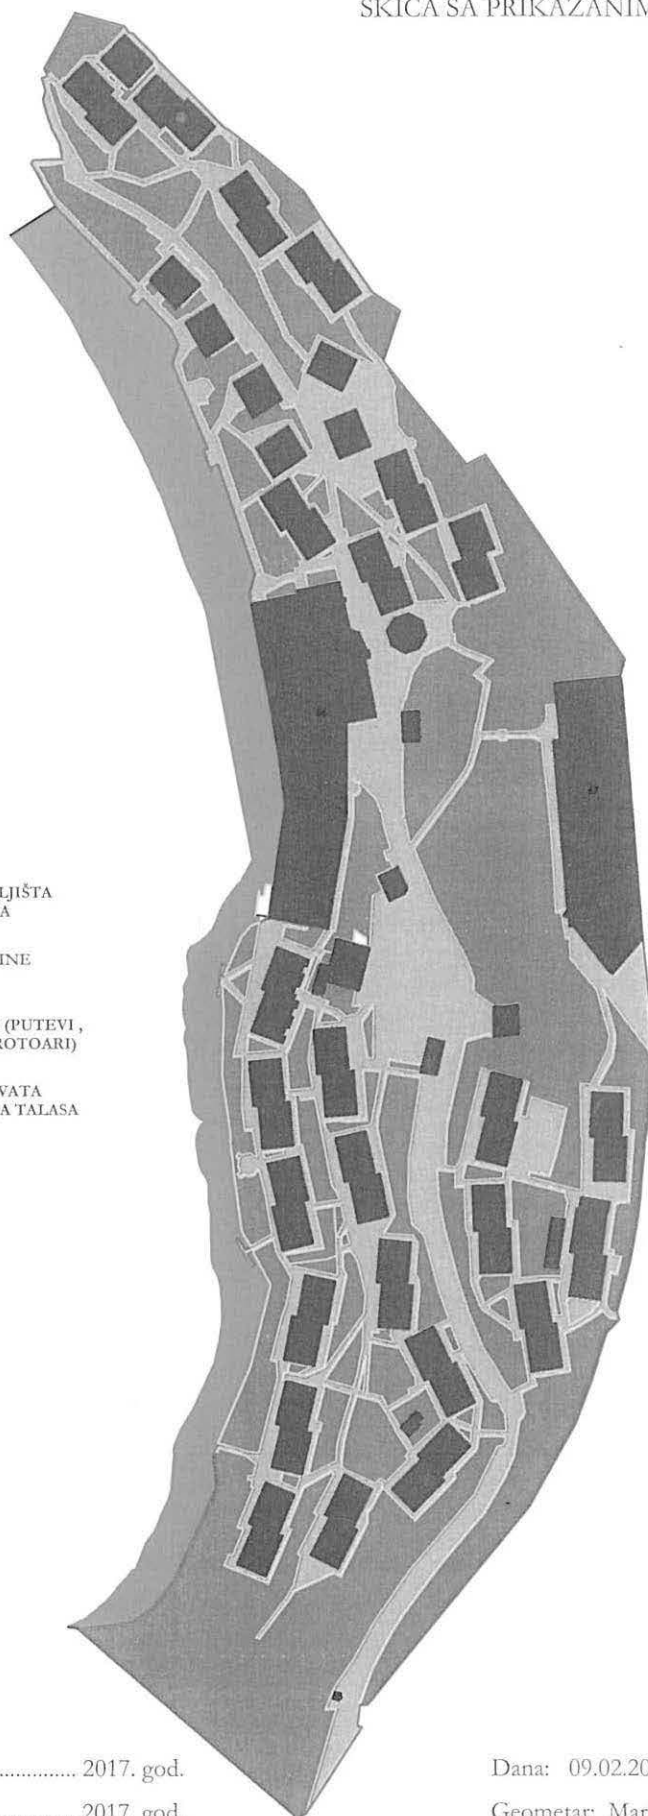 SKICA SA PRIKAZANIM
LJIŠTA
A
INE
(PUTEVI ,
ROTOARI)
VATA
A TALASA
.............. 2017. god.
.............. 2017. god.
Dana: 09.02.20
Geometar: Mar